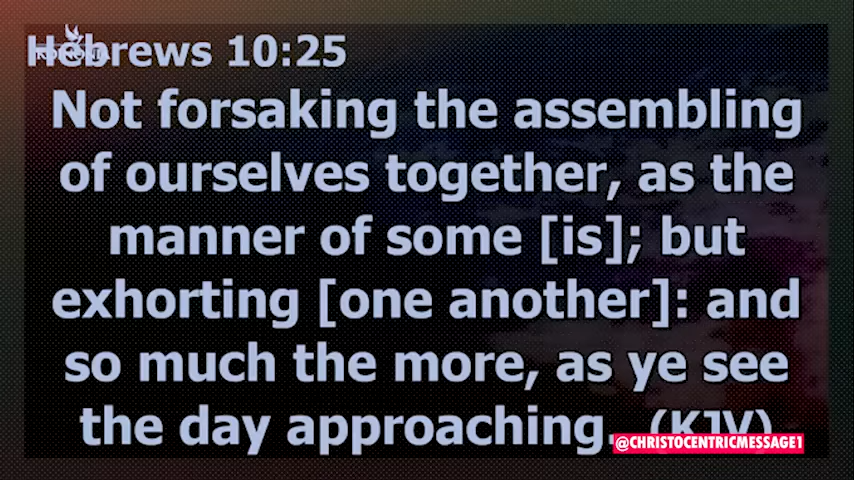 Hebrews 10:25
Not forsaking the assembling
of ourselves together, as the
manner of some [is]; but
exhorting [one another]: and
so much the more, as ye see
the day approaching. (KJV)
@CHRISTOCENTRICMESSAGE1